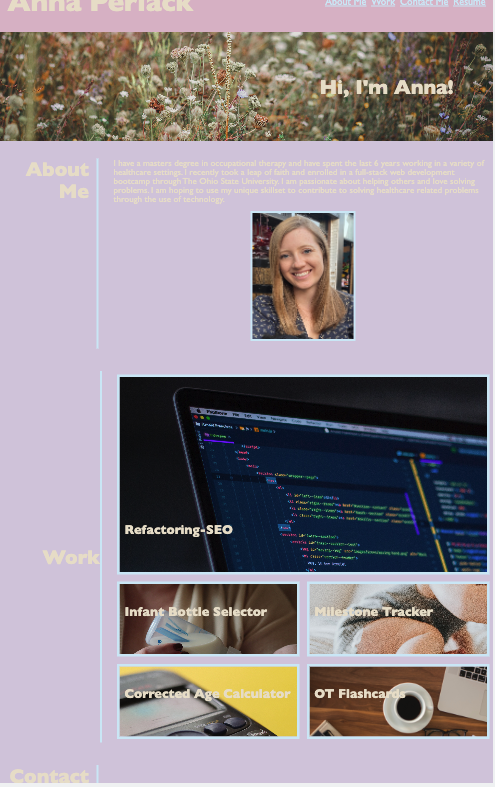 Anna Perlack
About Me Work Contact Me Resume
Hi, I'm Anna!
About
Me
I have a masters degree in occupational therapy and have spent the last 6 years working in a variety of
healthcare settings. I recently took a leap of faith and enrolled in a full-stack web development
bootcamp through The Ohio State University. I am passionate about helping others and love solving
problems. I am hoping to use my unique skillset to contribute to solving healthcare related problems
through the use of technology.
Work
Refactoring-SEO
Infant Bottle Selector
Milestone Tracker
Corrected Age Calculator
OT Flashcards
Contact